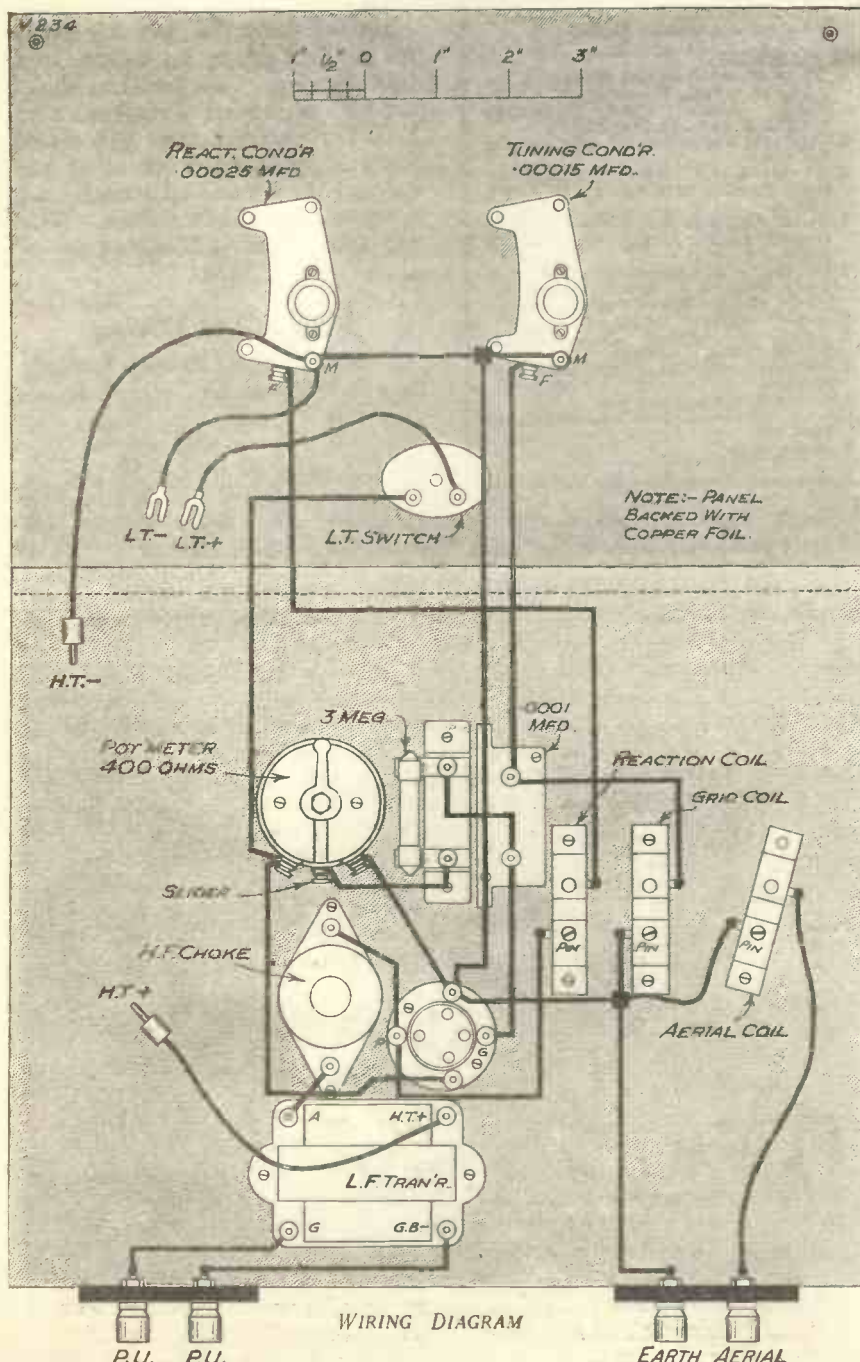 V.234
1" ½" 0 1" 2" 3"
REACT. COND'R.
.00025 MFD
TUNING COND'R.
.00015 MFD.
M
F
M
F
L.T.-
L.T.+
L.T. SWITCH
NOTE:- PANEL
BACKED WITH
COPPER FOIL.
H.T.-
3 MEG
.0001
MFD.
POT METER
400 OHMS
REACTION COIL
GRID COIL
SLIDER
PIN
PIN
PIN
H.F. CHOKE
H.T.+
P
G
AERIAL COIL
A
H.T.+
L.F. TRAN'R.
G
G.B-
WIRING DIAGRAM
P.U. P.U.
EARTH AERIAL